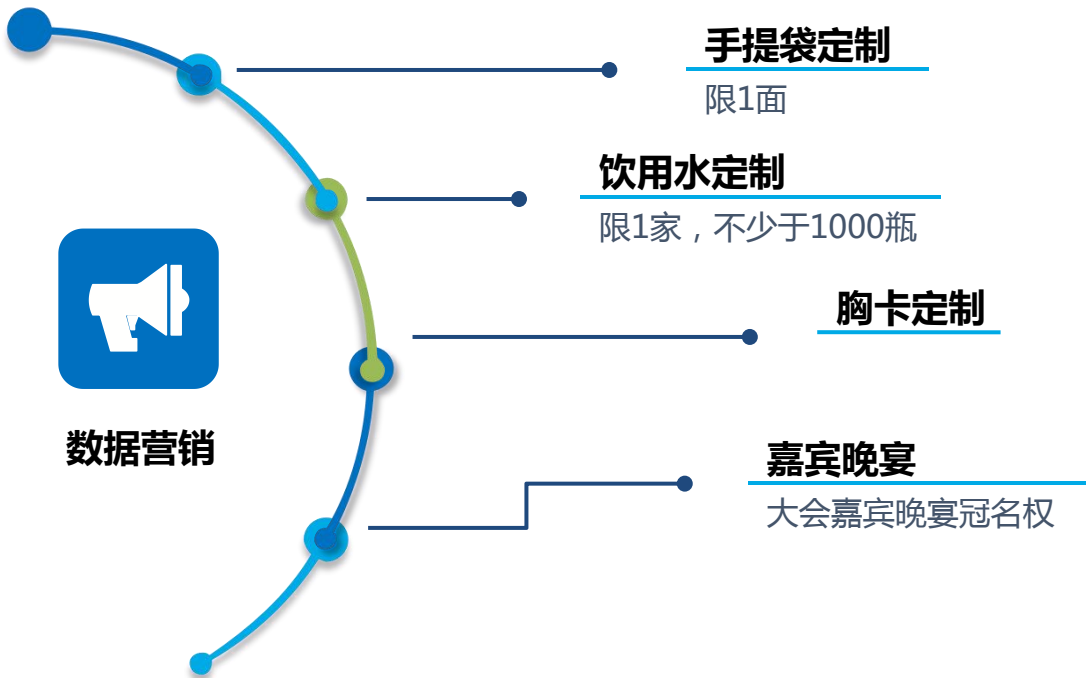 手提袋定制
限1面
饮用水定制
限1家，不少于1000瓶
胸卡定制
数据营销
嘉宾晚宴
大会嘉宾晚宴冠名权